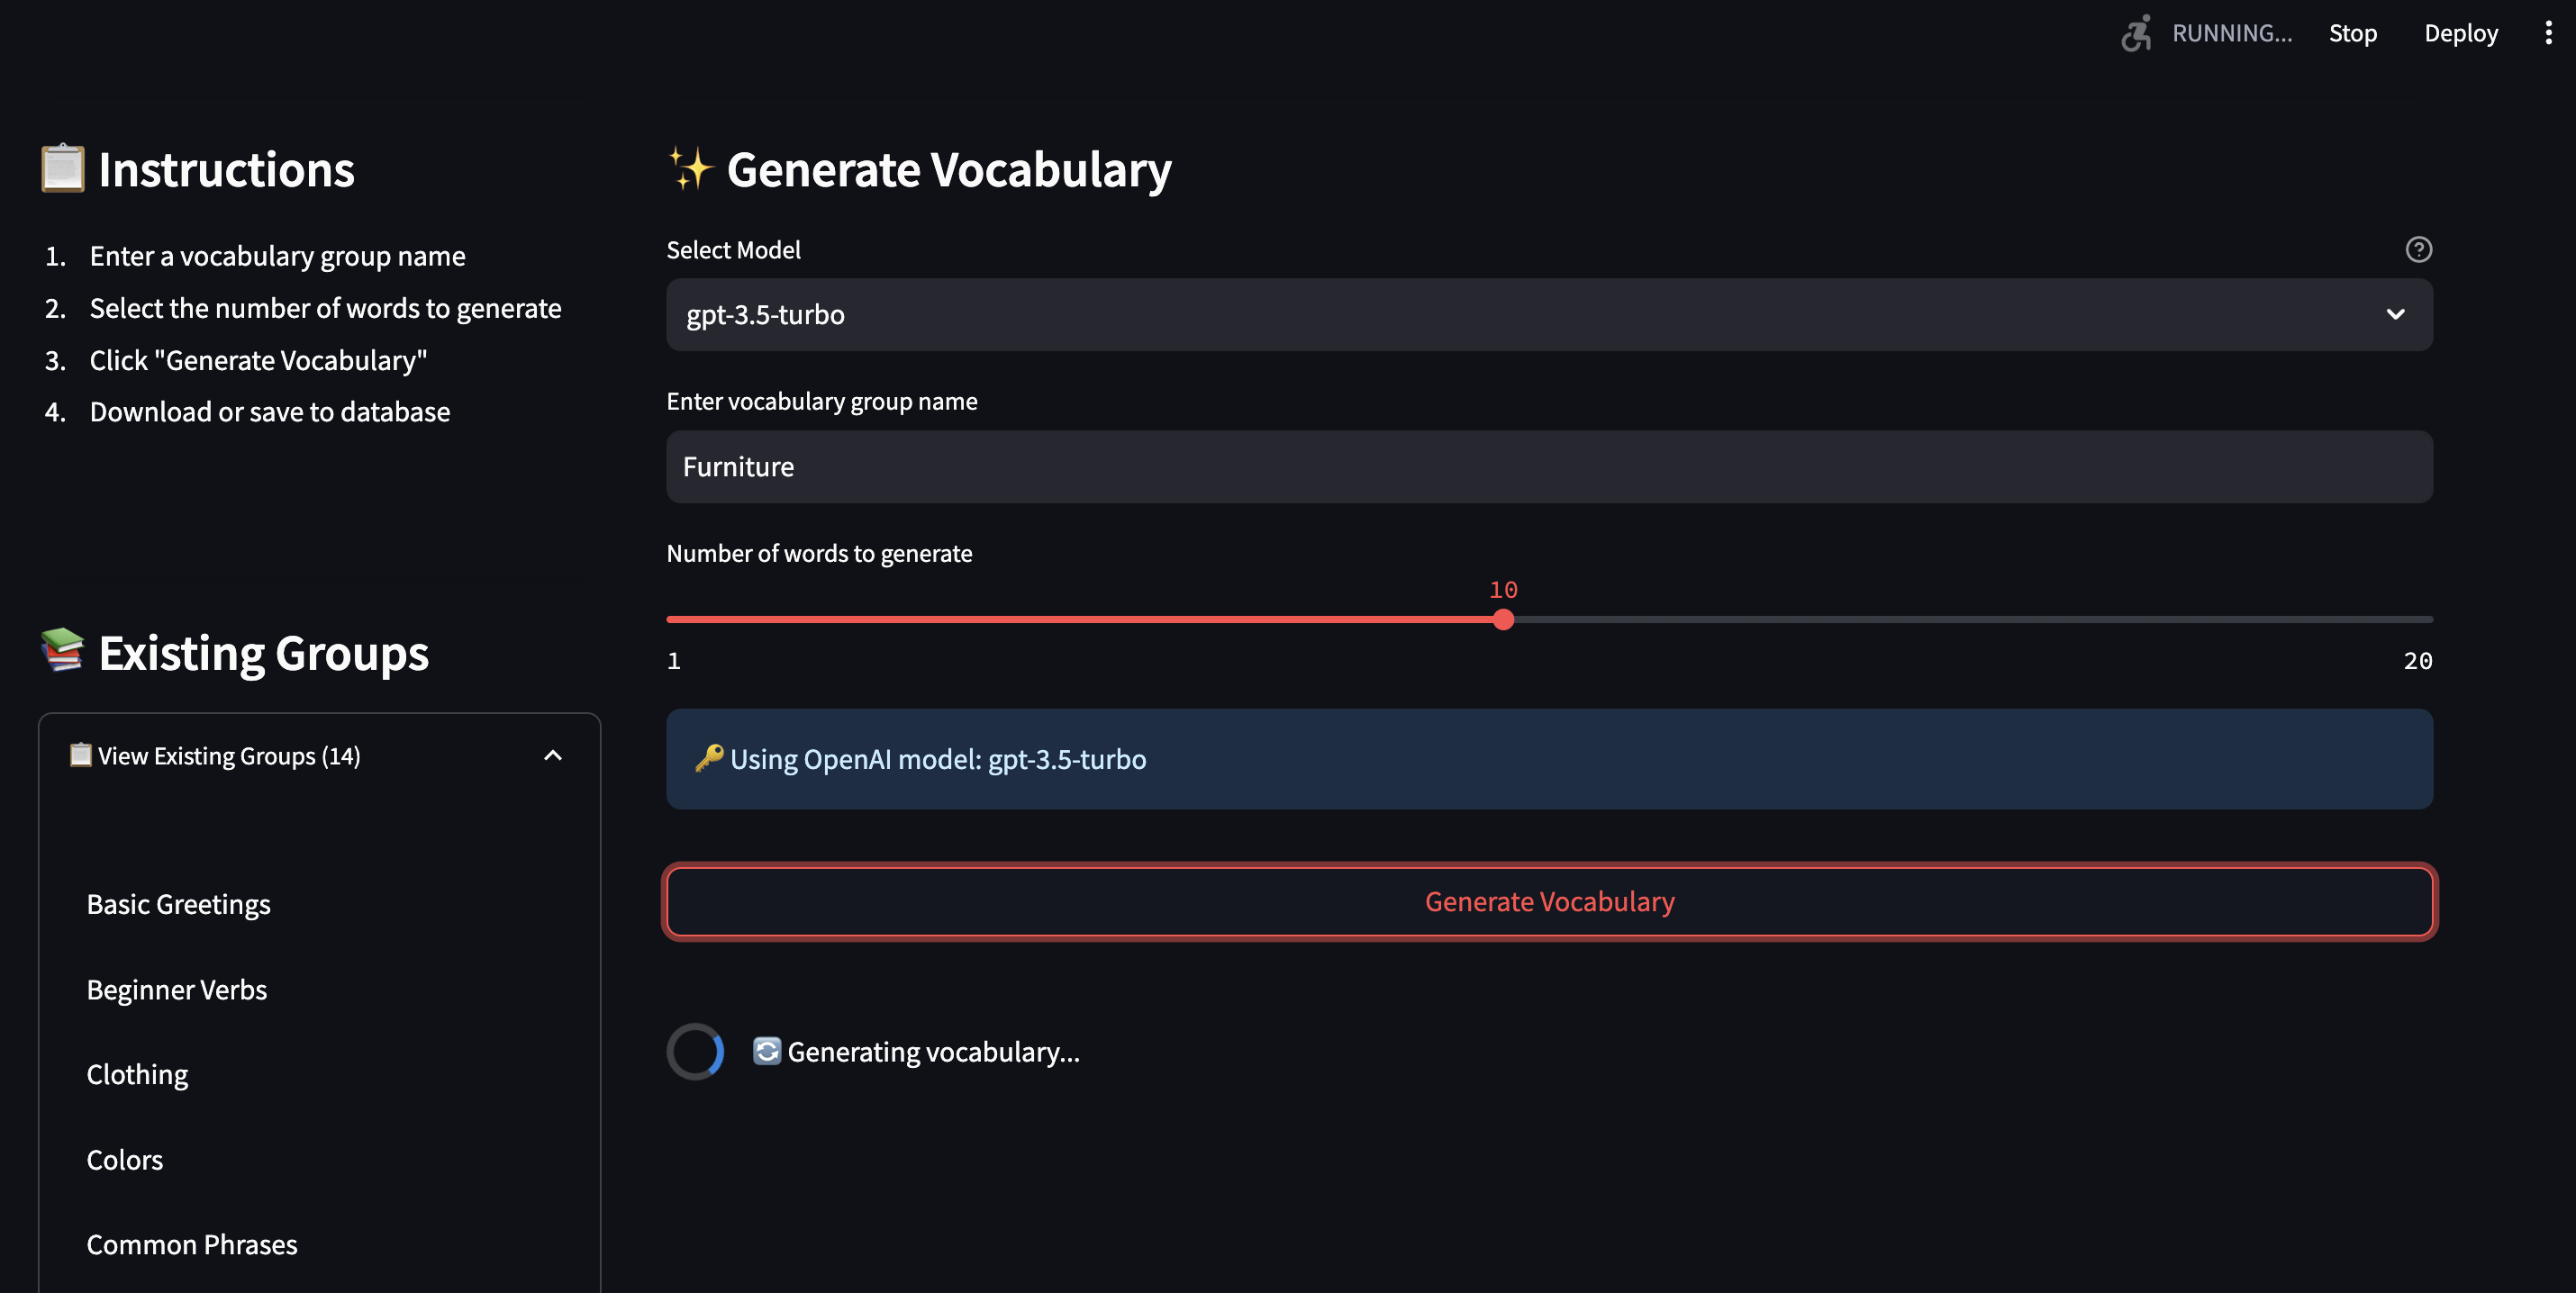 RUNNING...
Stop
Deploy
📋 Instructions
1. Enter a vocabulary group name
2. Select the number of words to generate
3. Click "Generate Vocabulary"
4. Download or save to database
📚 Existing Groups
📋 View Existing Groups (14)
Basic Greetings
Beginner Verbs
Clothing
Colors
Common Phrases
✨ Generate Vocabulary
Select Model
gpt-3.5-turbo
Enter vocabulary group name
Furniture
Number of words to generate
10
1
20
🔑 Using OpenAI model: gpt-3.5-turbo
Generate Vocabulary
🔄 Generating vocabulary...